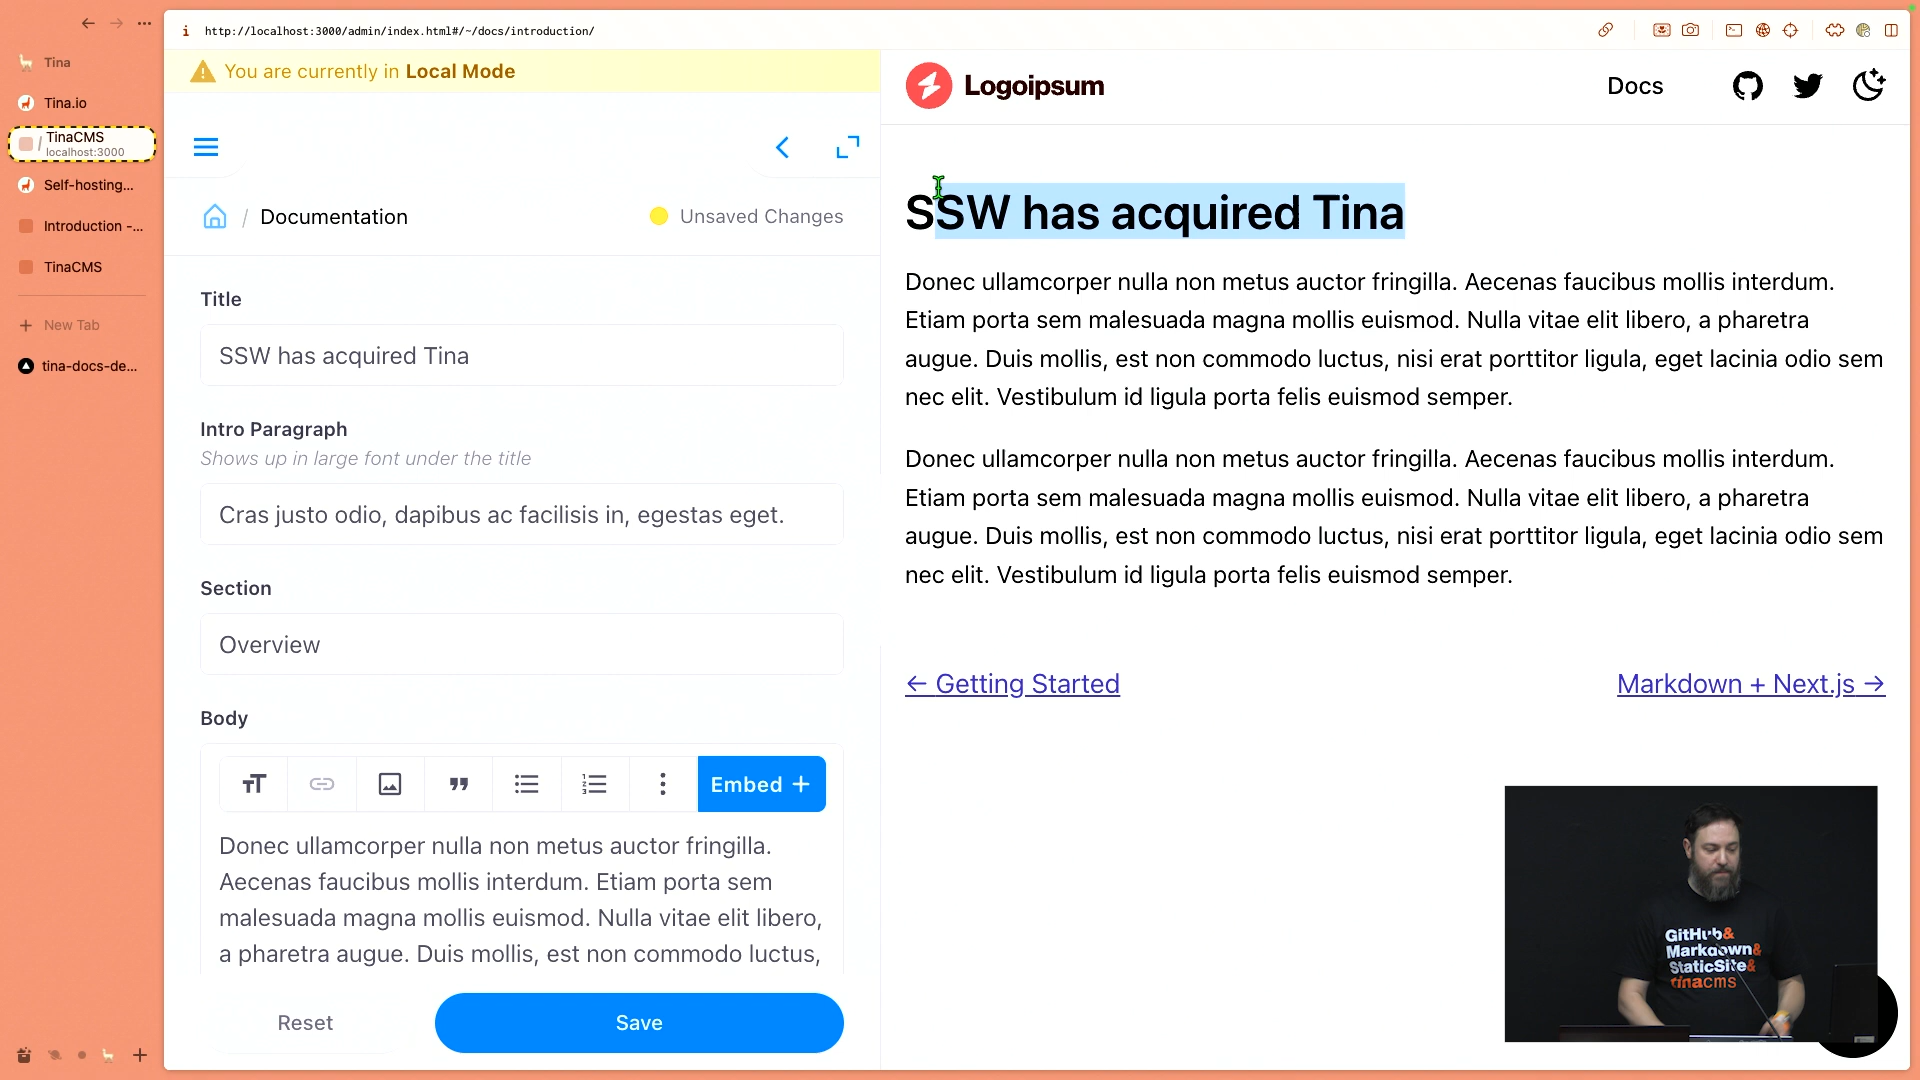 http://localhost:3000/admin/index.html#/~/docs/introduction/
Tina
Tina.io
/ TinaCMS
localhost:3000
Self-hosting...
Introduction -...
TinaCMS
+ New Tab
tina-docs-de...
You are currently in Local Mode
/ Documentation
Unsaved Changes
Title
SSW has acquired Tina
Intro Paragraph
Shows up in large font under the title
Cras justo odio, dapibus ac facilisis in, egestas eget.
Section
Overview
Body
Embed +
Donec ullamcorper nulla non metus auctor fringilla.
Aecenas faucibus mollis interdum. Etiam porta sem
malesuada magna mollis euismod. Nulla vitae elit libero,
a pharetra augue. Duis mollis, est non commodo luctus,
Reset
Save
Logoipsum
Docs
SSW has acquired Tina
Donec ullamcorper nulla non metus auctor fringilla. Aecenas faucibus mollis interdum.
Etiam porta sem malesuada magna mollis euismod. Nulla vitae elit libero, a pharetra
augue. Duis mollis, est non commodo luctus, nisi erat porttitor ligula, eget lacinia odio sem
nec elit. Vestibulum id ligula porta felis euismod semper.
Donec ullamcorper nulla non metus auctor fringilla. Aecenas faucibus mollis interdum.
Etiam porta sem malesuada magna mollis euismod. Nulla vitae elit libero, a pharetra
augue. Duis mollis, est non commodo luctus, nisi erat porttitor ligula, eget lacinia odio sem
nec elit. Vestibulum id ligula porta felis euismod semper.
← Getting Started
Markdown + Next.js →
GitHub&
Markdown&
StaticSite&
tinacms